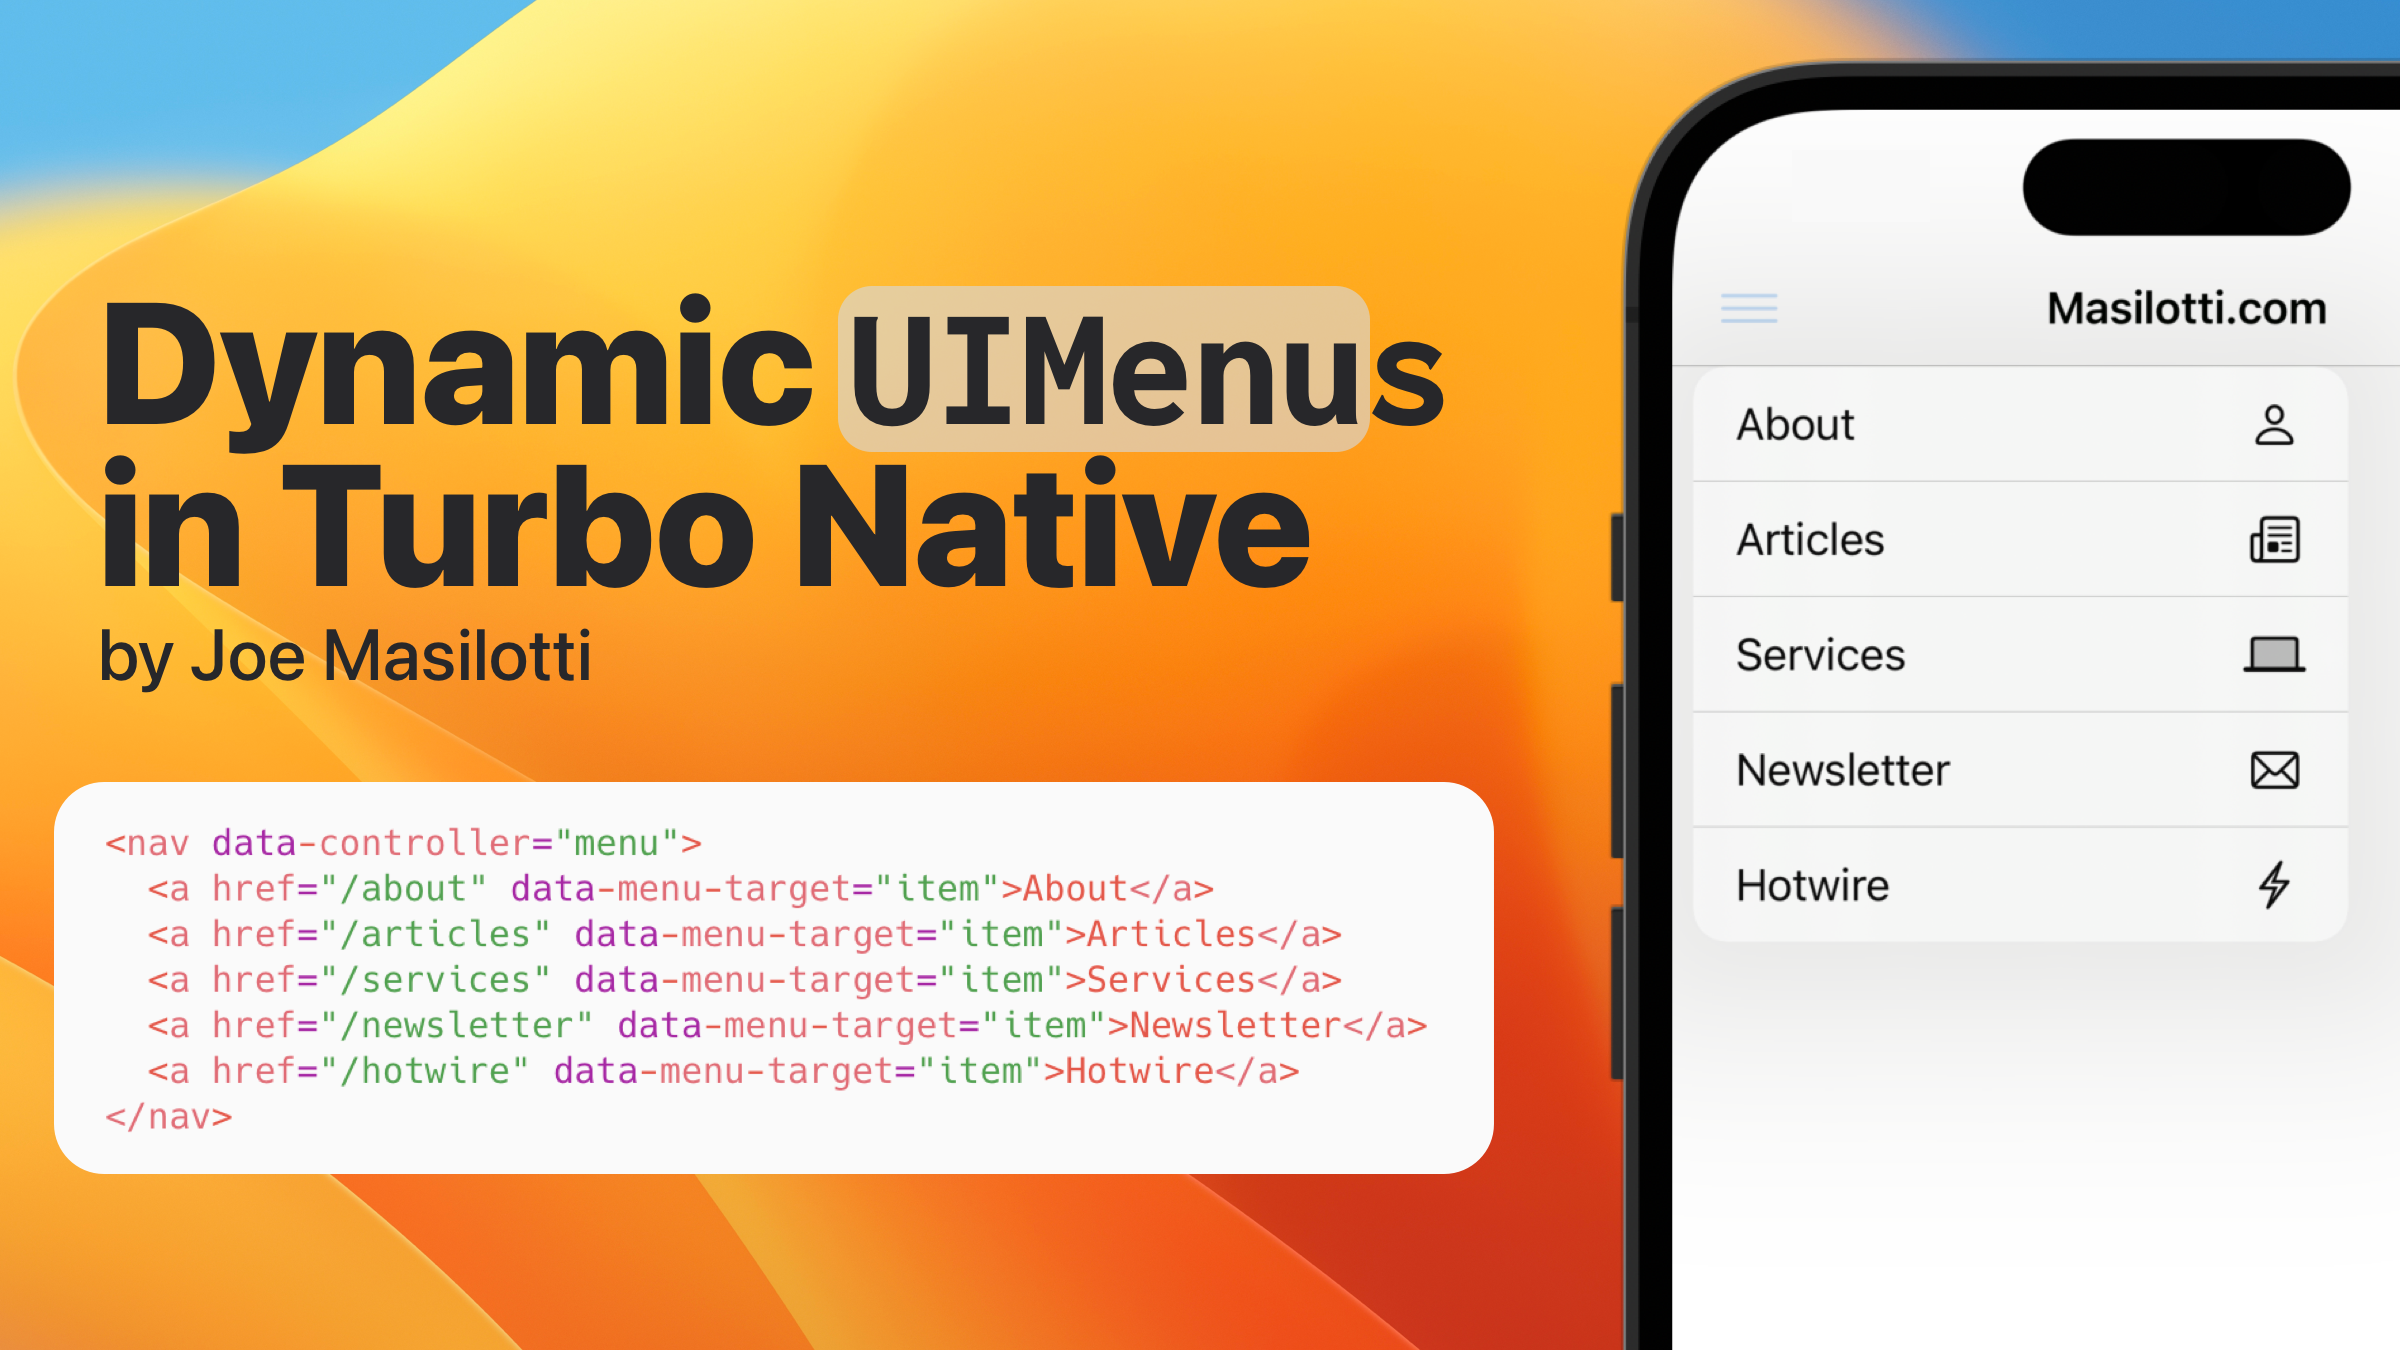 Dynamic UIMenus
in Turbo Native
by Joe Masilotti
<nav data-controller="menu">
  <a href="/about" data-menu-target="item">About</a>
  <a href="/articles" data-menu-target="item">Articles</a>
  <a href="/services" data-menu-target="item">Services</a>
  <a href="/newsletter" data-menu-target="item">Newsletter</a>
  <a href="/hotwire" data-menu-target="item">Hotwire</a>
</nav>
Masilotti.com
About
Articles
Services
Newsletter
Hotwire